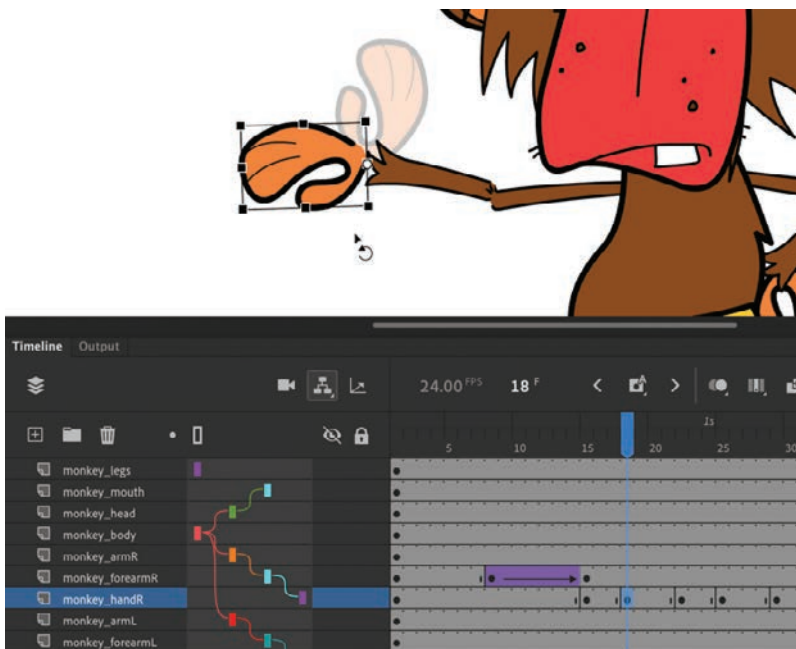 Timeline Output
24.00 FPS 18 F
1s
5 10 15 20 25 30
monkey_legs
monkey_mouth
monkey_head
monkey_body
monkey_armR
monkey_forearmR
monkey_handR
monkey_armL
monkey_forearmL